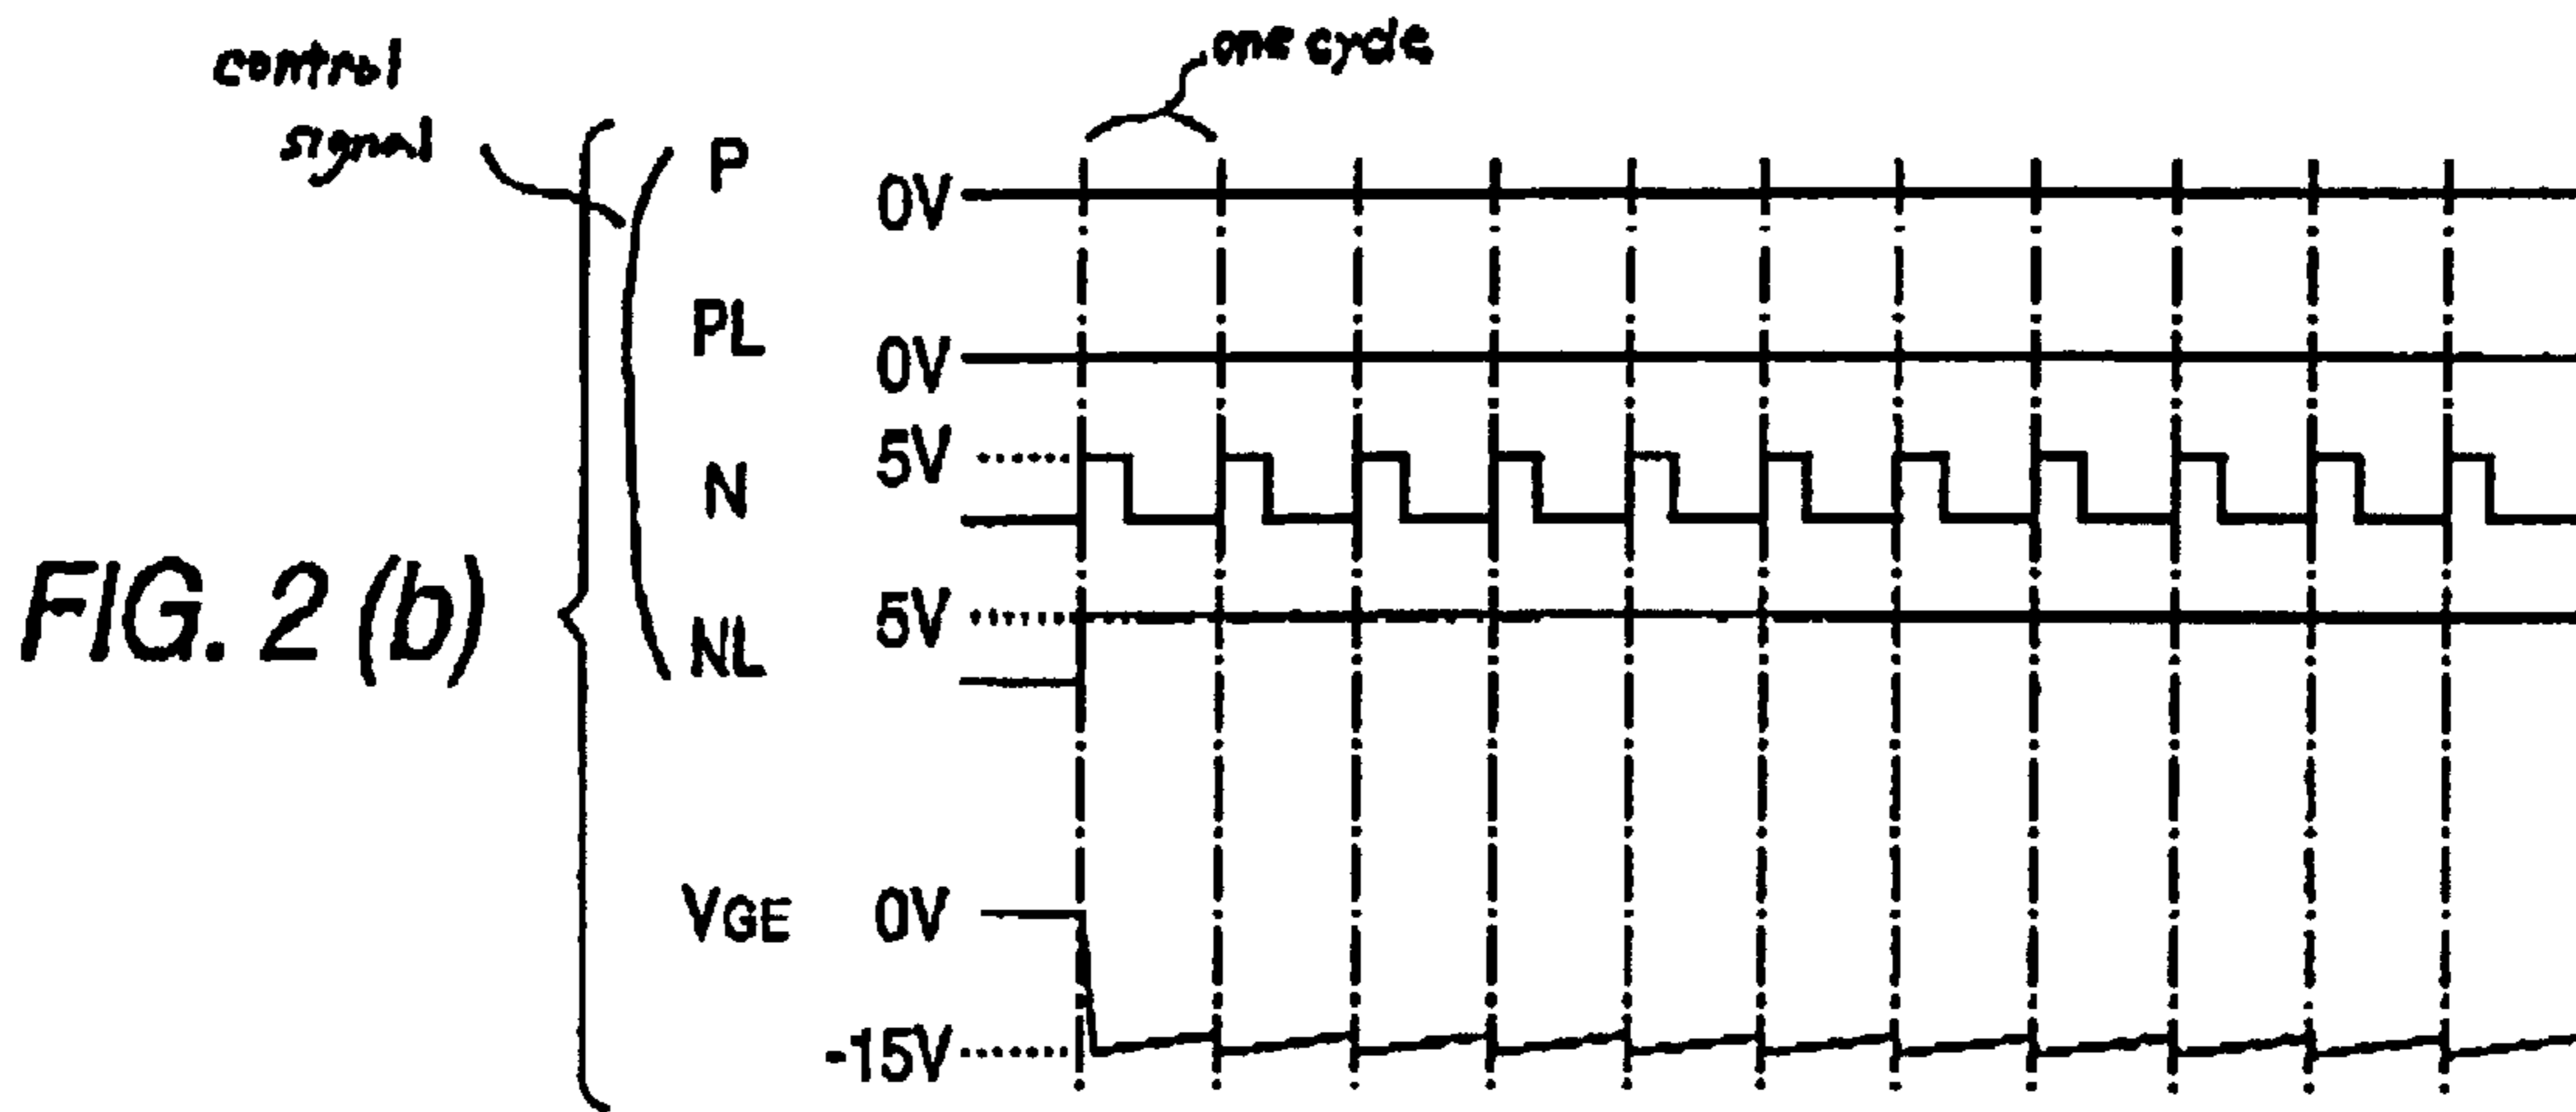 control
signal
one cycle
P
0V
PL
0V
5V
N
5V
NL
FIG. 2 (b)
VGE 0V
-15V